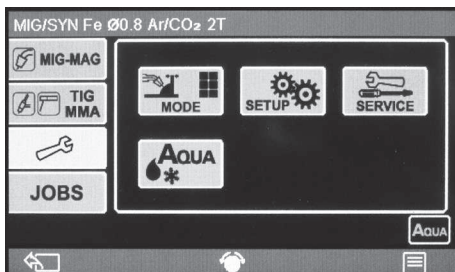 MIG/SYN Fe Ø0.8 Ar/CO₂ 2T
MIG-MAG
TIG
MMA
JOBS
MODE
SETUP
SERVICE
AQUA
AQUA